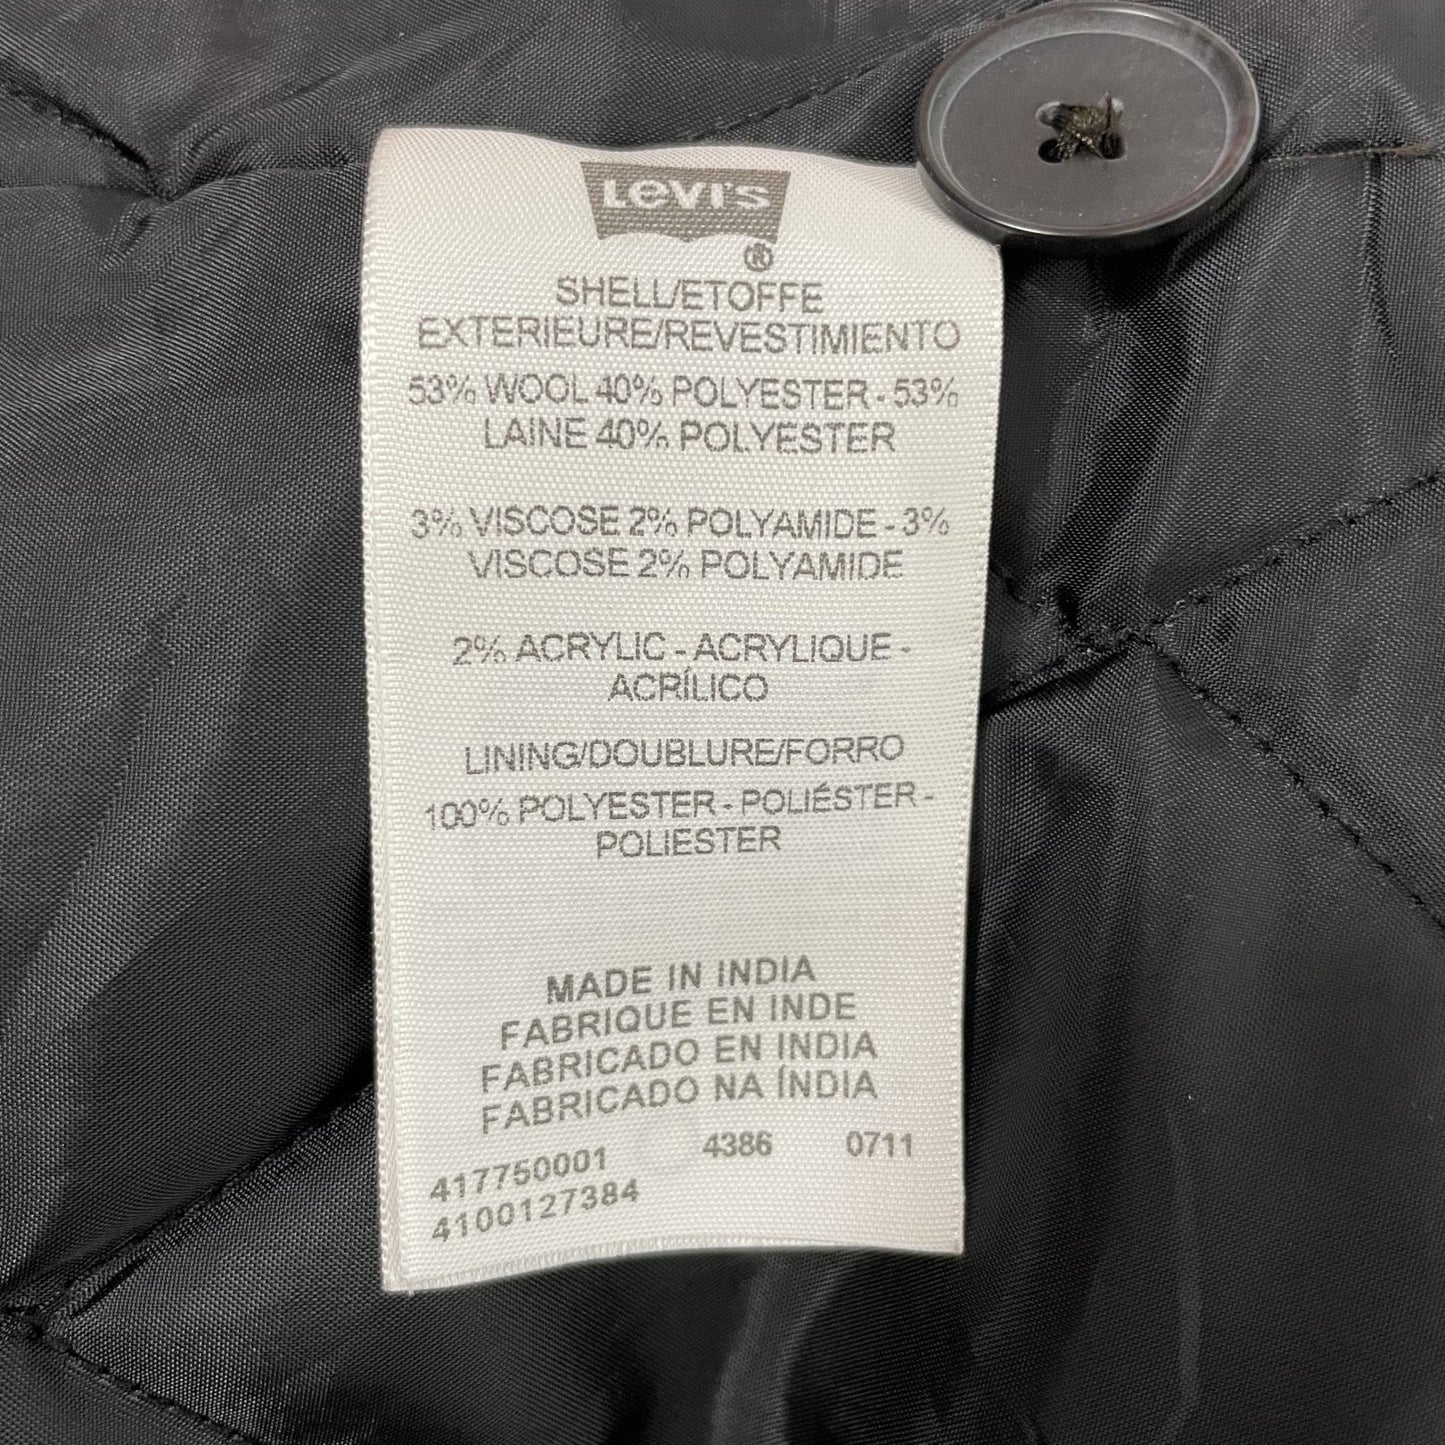 Levi's
®
SHELL/ETOFFE
EXTERIEURE/REVESTIMIENTO
53% WOOL 40% POLYESTER - 53%
LAINE 40% POLYESTER
3% VISCOSE 2% POLYAMIDE - 3%
VISCOSE 2% POLYAMIDE
2% ACRYLIC - ACRYLIQUE -
ACRÍLICO
LINING/DOUBLURE/FORRO
100% POLYESTER - POLIÉSTER -
POLIESTER
MADE IN INDIA
FABRIQUE EN INDE
FABRICADO EN INDIA
FABRICADO NA ÍNDIA
417750001 4386 0711
4100127384